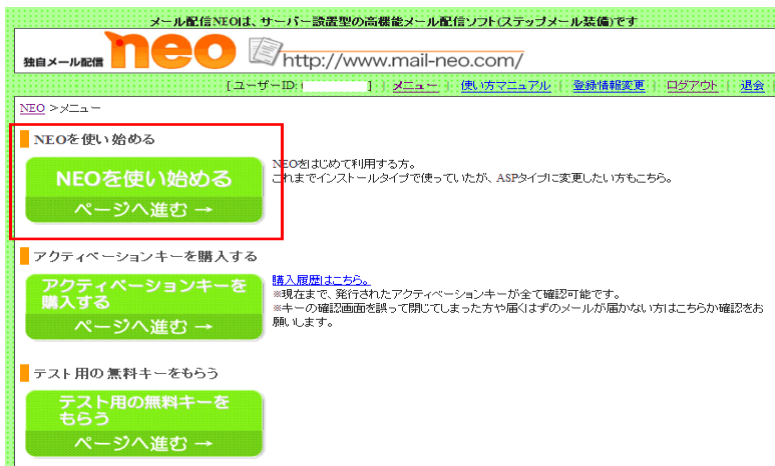 メール配信NEOは、サーバー設置型の高機能メール配信ソフト(ステップメール装備)です
独自メール配信 neo http://www.mail-neo.com/
[ユーザーID: ] | メニュー | 使い方マニュアル | 登録情報変更 | ログアウト | 退会
NEO >メニュー
NEOを使い始める
NEOを使い始める
ページへ進む →
NEOをはじめて利用する方。
これまでインストールタイプで使っていたが、ASPタイプに変更したい方もこちら。
アクティベーションキーを購入する
アクティベーションキーを
購入する
ページへ進む →
購入履歴はこちら。
※現在まで、発行されたアクティベーションキーが全て確認可能です。
※キーの確認画面を誤って閉じてしまった方や届くはずのメールが届かない方はこちらか確認をお
願いします。
テスト用の無料キーをもらう
テスト用の無料キーを
もらう
ページへ進む →